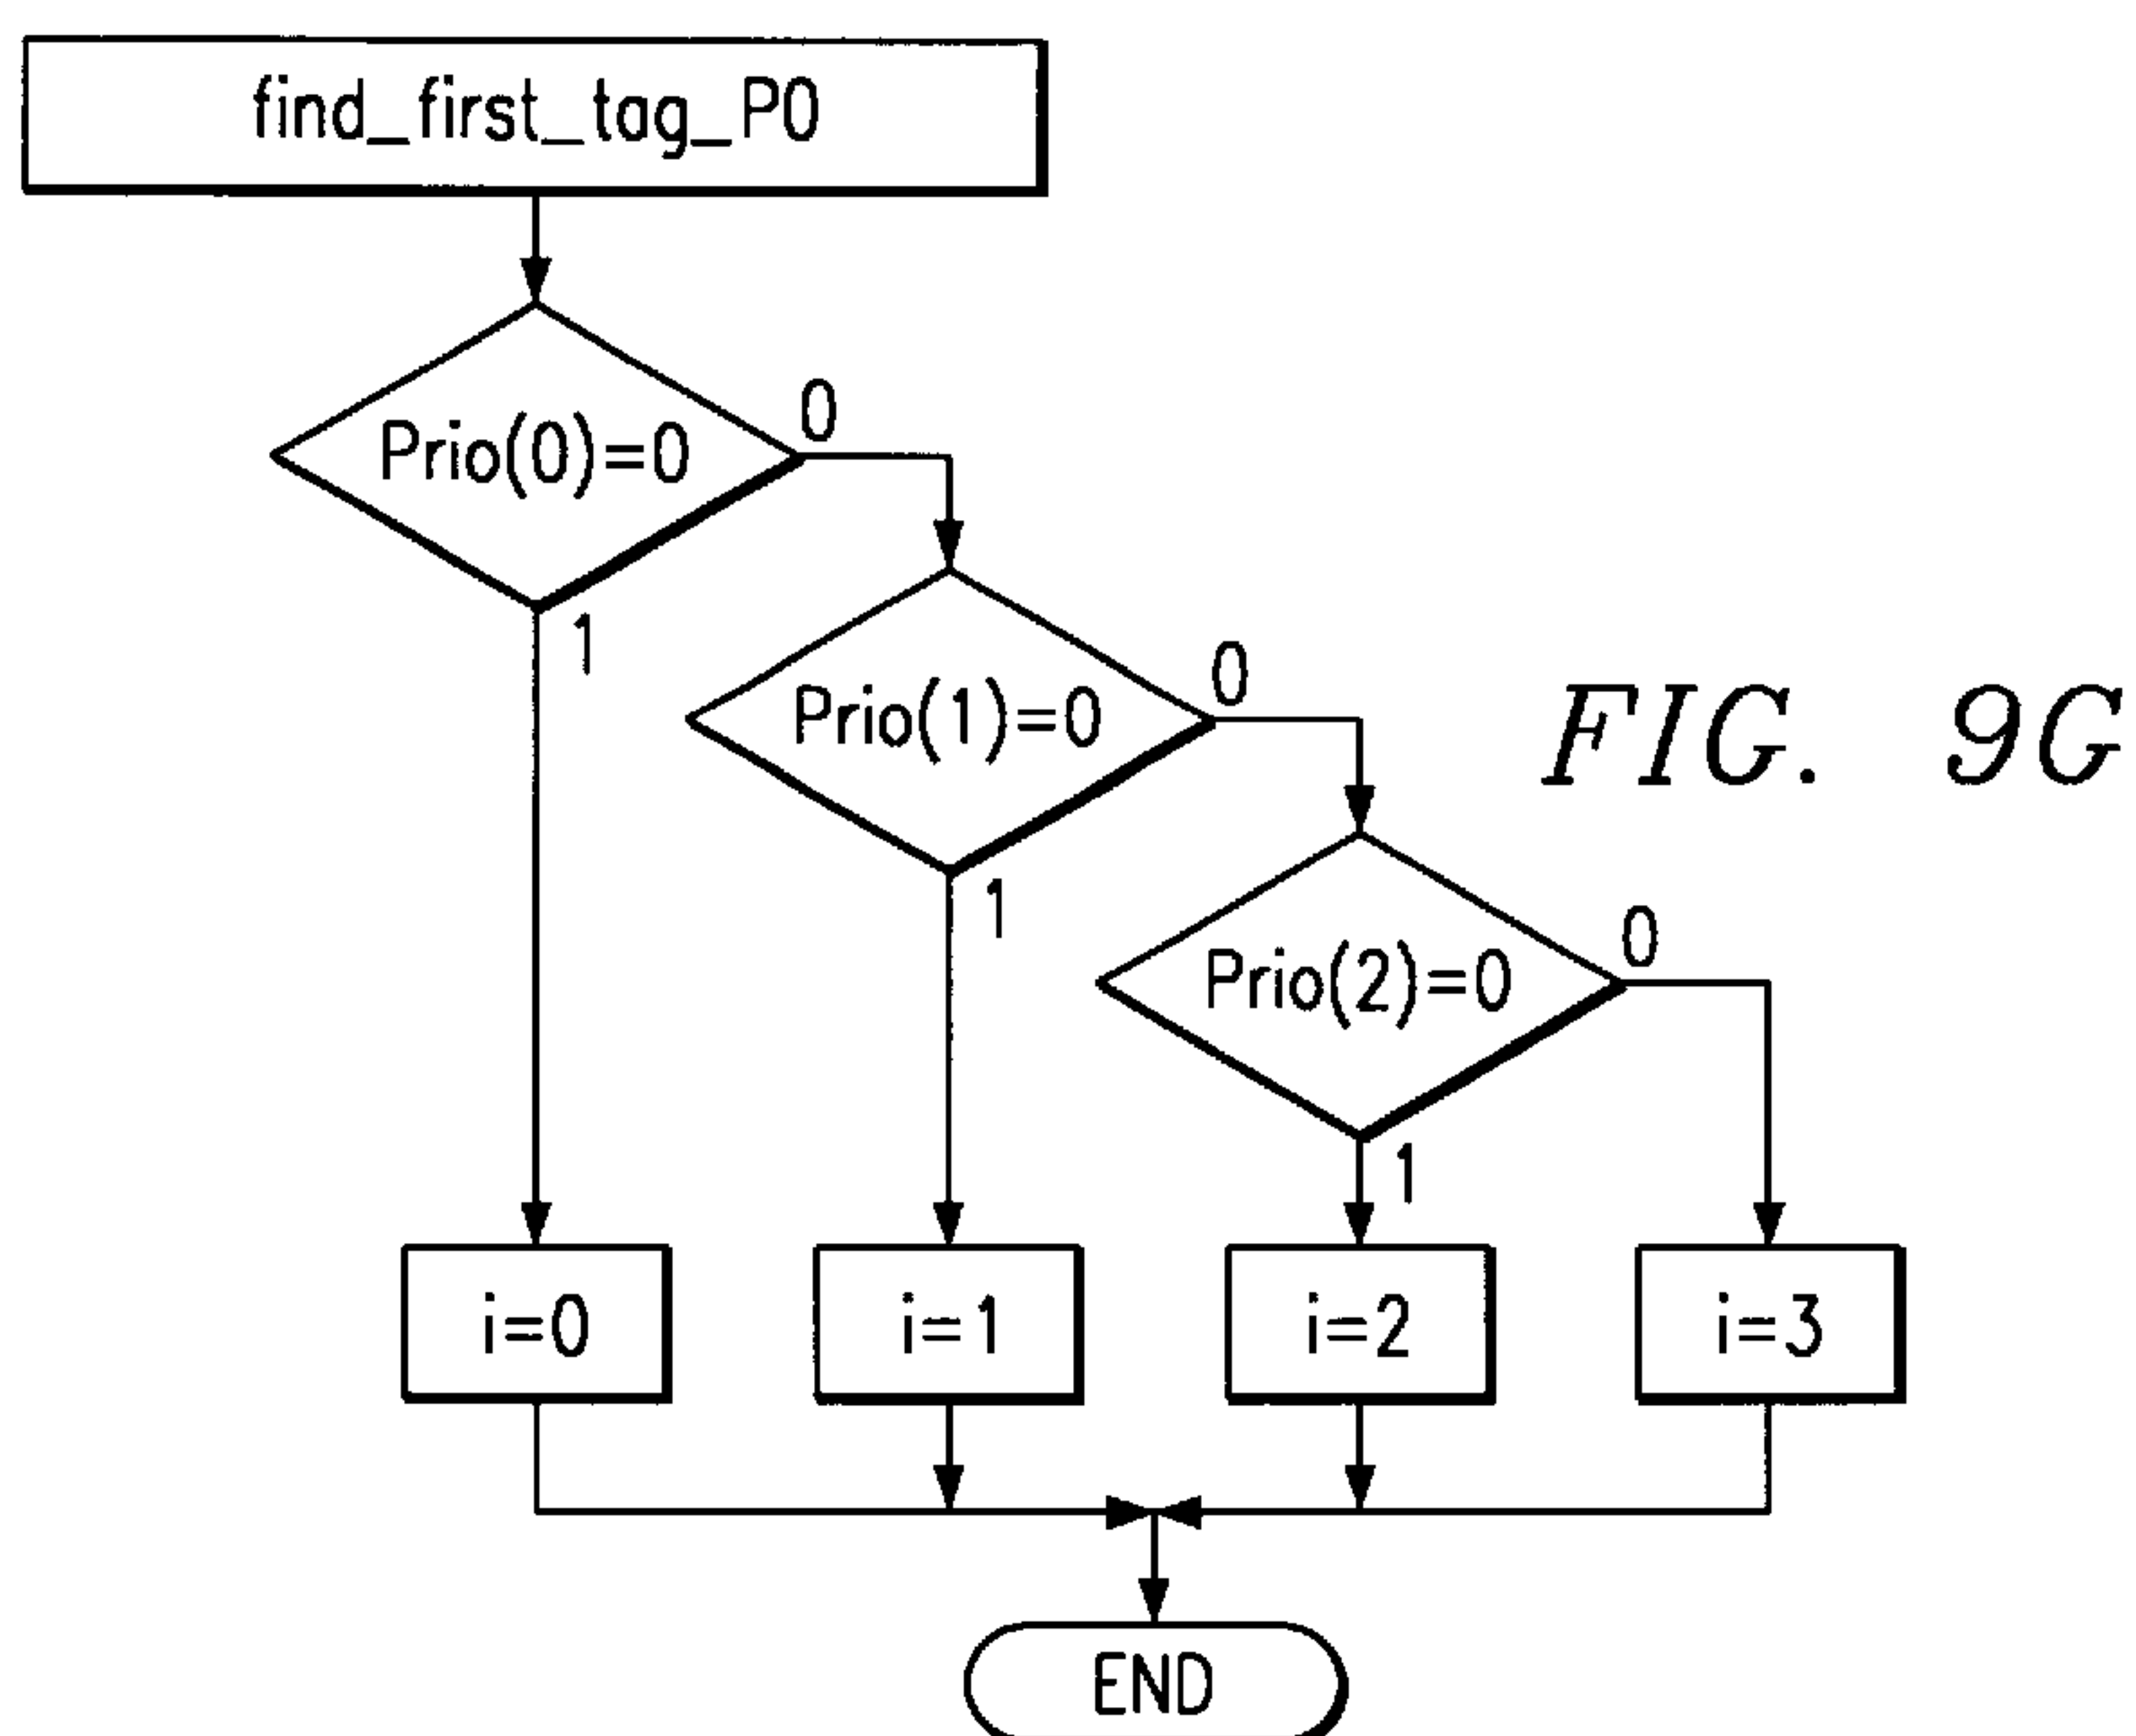 find_first_tag_P0
Prio(0)=0
0
1
Prio(1)=0
0
1
FIG. 9G
Prio(2)=0
0
1
i=0
i=1
i=2
i=3
END